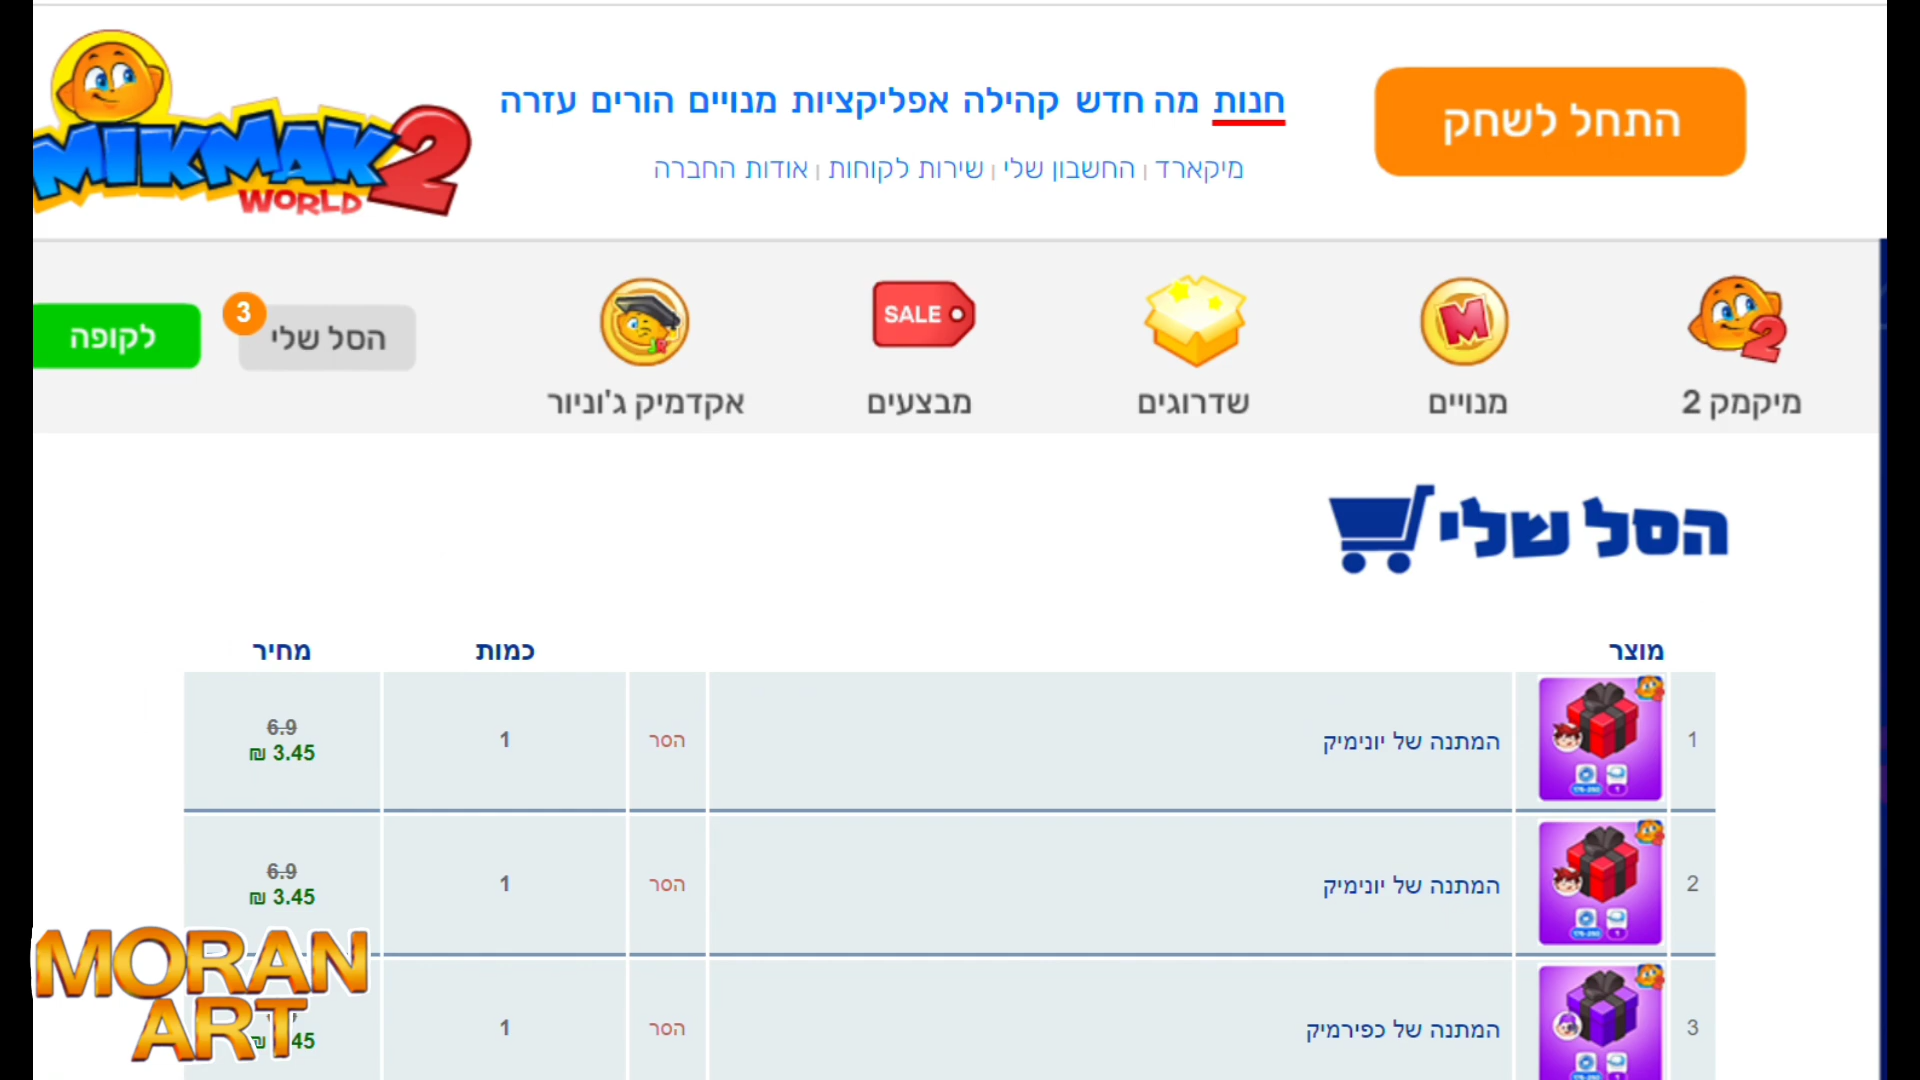 MIKMAK 2
WORLD
חנות מה חדש קהילה אפליקציות מנויים הורים עזרה
מיקארד | החשבון שלי | שירות לקוחות | אודות החברה
התחל לשחק
מיקמק 2
מנויים
שדרוגים
SALE
מבצעים
אקדמיק ג'וניור
הסל שלי
3
לקופה
הסל שלי
מוצר כמות מחיר
1 המתנה של יונימיק הסר 1 6.9
3.45 ₪
2 המתנה של יונימיק הסר 1 6.9
3.45 ₪
3 המתנה של כפירמיק הסר 1
45 ₪
MORAN
ART